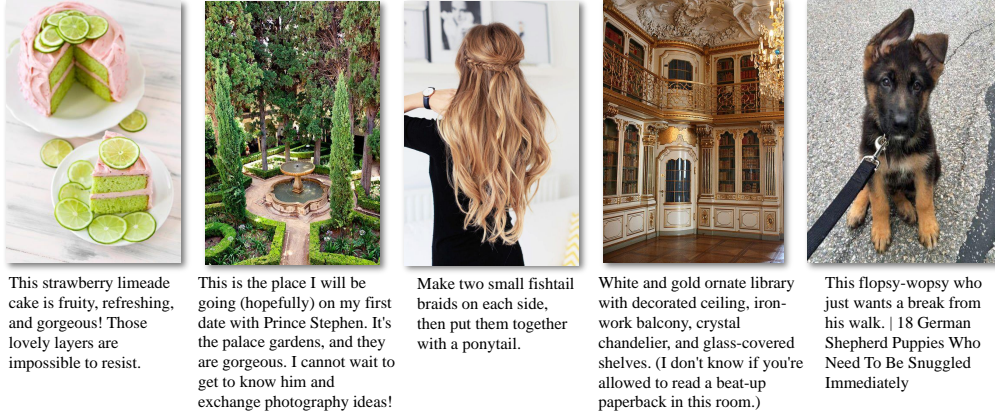 This strawberry limeade
cake is fruity, refreshing,
and gorgeous! Those
lovely layers are
impossible to resist.
This is the place I will be
going (hopefully) on my first
date with Prince Stephen. It's
the palace gardens, and they
are gorgeous. I cannot wait to
get to know him and
exchange photography ideas!
Make two small fishtail
braids on each side,
then put them together
with a ponytail.
White and gold ornate library
with decorated ceiling, iron-
work balcony, crystal
chandelier, and glass-covered
shelves. (I don't know if you're
allowed to read a beat-up
paperback in this room.)
This flopsy-wopsy who
just wants a break from
his walk. | 18 German
Shepherd Puppies Who
Need To Be Snuggled
Immediately